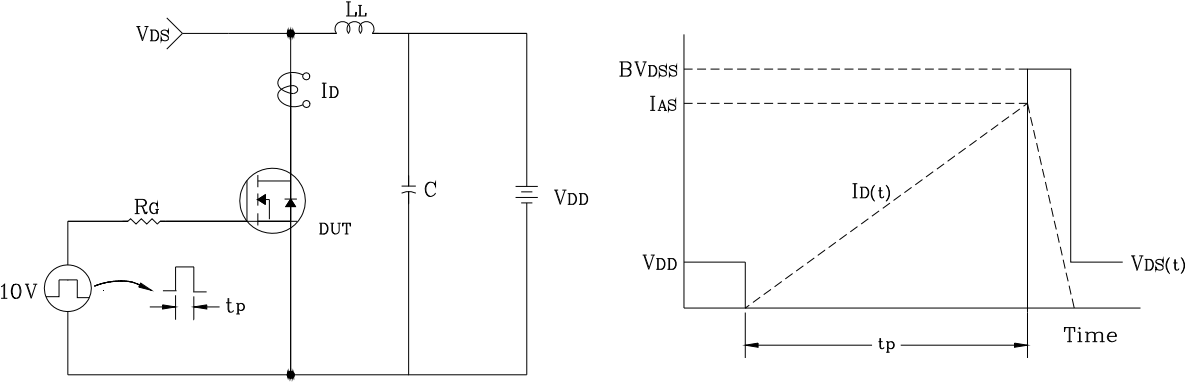 LL
VDS
ID
C
VDD
RG
DUT
10V
tp
BVDSS
IAS
ID(t)
VDD
VDS(t)
tp
Time